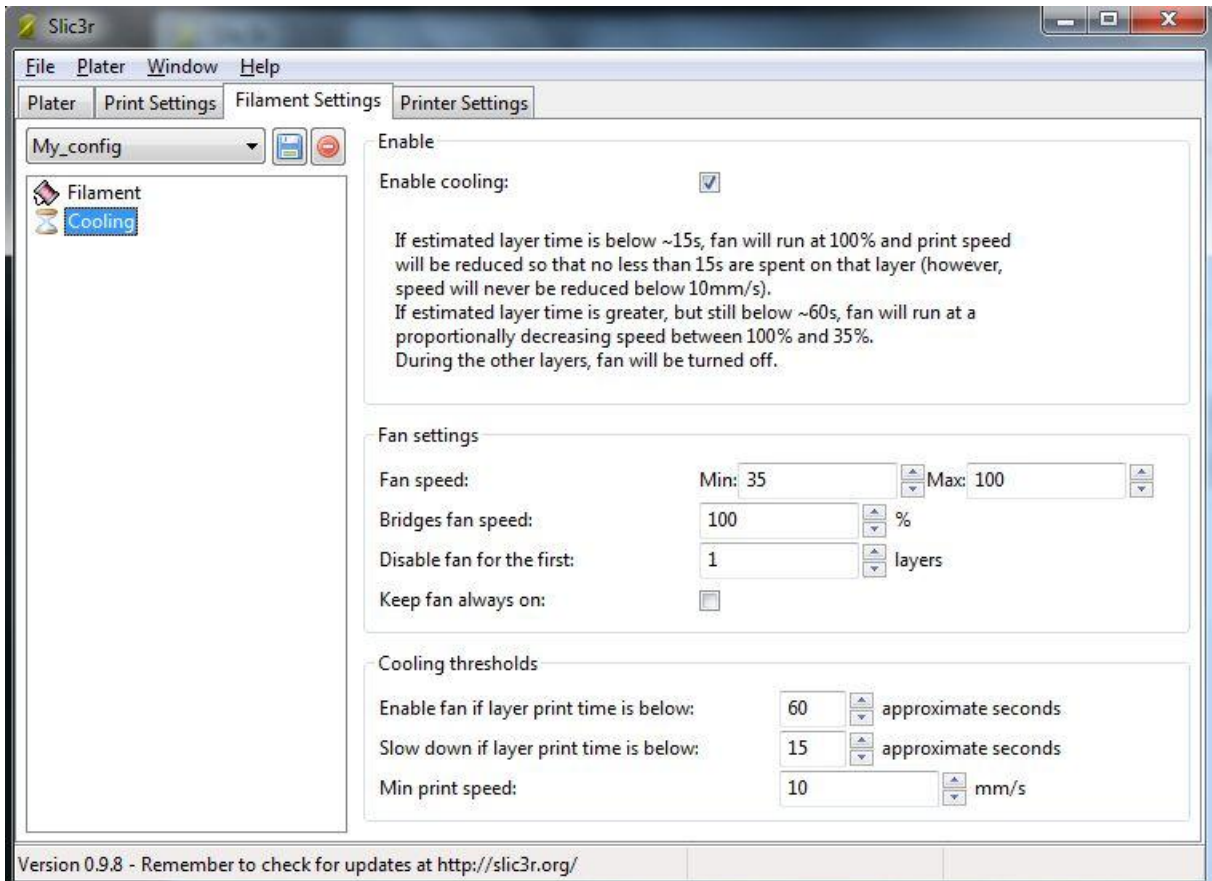 Slic3r
File Plater Window Help
Plater Print Settings Filament Settings Printer Settings
My_config
Filament
Cooling
Enable
Enable cooling:
If estimated layer time is below ~15s, fan will run at 100% and print speed
will be reduced so that no less than 15s are spent on that layer (however,
speed will never be reduced below 10mm/s).
If estimated layer time is greater, but still below ~60s, fan will run at a
proportionally decreasing speed between 100% and 35%.
During the other layers, fan will be turned off.
Fan settings
Fan speed: Min: 35 Max: 100
Bridges fan speed: 100 %
Disable fan for the first: 1 layers
Keep fan always on:
Cooling thresholds
Enable fan if layer print time is below: 60 approximate seconds
Slow down if layer print time is below: 15 approximate seconds
Min print speed: 10 mm/s
Version 0.9.8 - Remember to check for updates at http://slic3r.org/